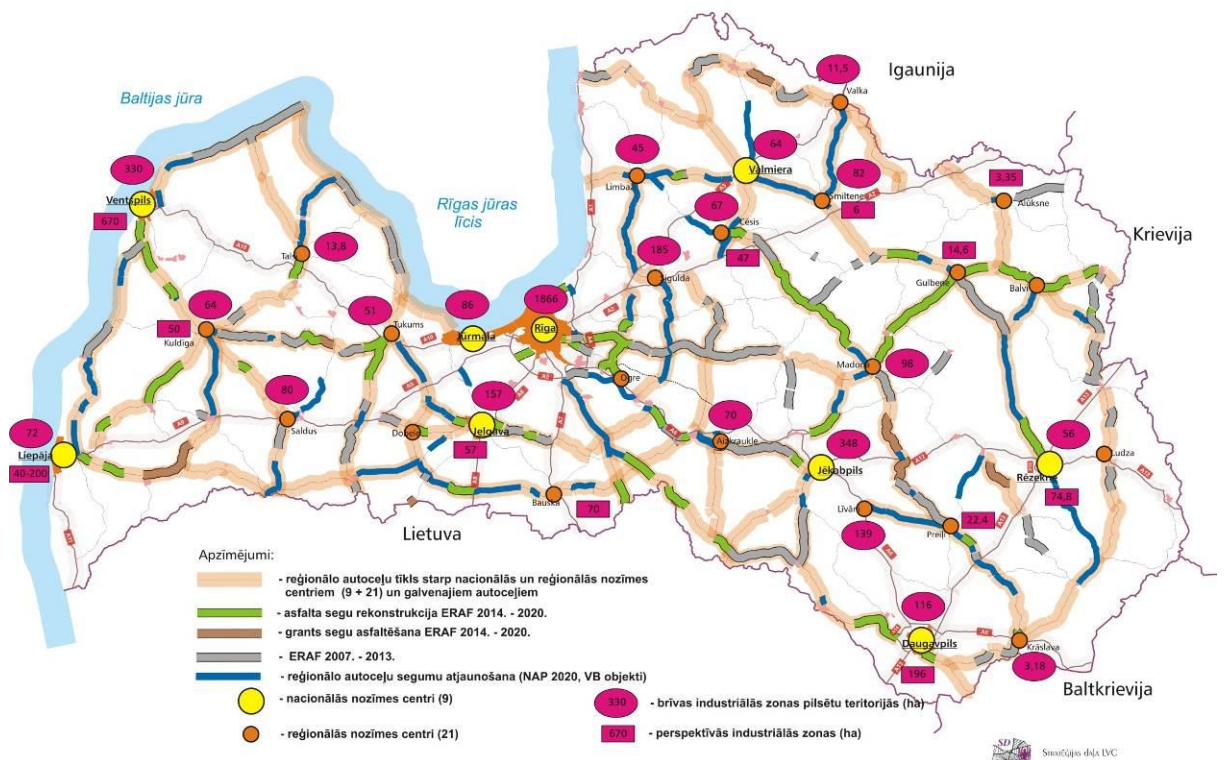 11,5
Igaunija
Valka
Baltijas jūra
330
45
64
Valmiera
Rīgas jūras
līcis
Limbaži
82
3,35
Ventspils
67
Smiltene
6
Alūksne
670
Cēsis
Krievija
13,8
47
14,6
Talsi
185
Sigulda
Gulbene
Balvi
64
51
86
1866
50
Kuldīga
Tukums
Jūrmala
Rīga
A10
Madona
98
Ogre
80
157
72
Saldus
Dobele
Jelgava
70
348
56
Liepāja
57
Aizkraukle
Jēkabpils
Rēzekne
Ludza
40-200
74,8
Bauska
70
Līvāni
22,4
Preiļi
139
Lietuva
116
Daugavpils
196
Krāslava
3,18
Baltkrievija
Apzīmējumi:
- reģionālo autoceļu tīkls starp nacionālās un reģionālās nozīmes
centriem (9 + 21) un galvenajiem autoceļiem
- asfalta segu rekonstrukcija ERAF 2014. - 2020.
- grants segu asfaltēšana ERAF 2014. - 2020.
- ERAF 2007. - 2013.
- reģionālo autoceļu segumu atjaunošana (NAP 2020, VB objekti)
- nacionālās nozīmes centri (9)
330 - brīvas industriālās zonas pilsētu teritorijās (ha)
- reģionālās nozīmes centri (21)
670 - perspektīvās industriālās zonas (ha)
SD
Stratēģijas daļa LVC